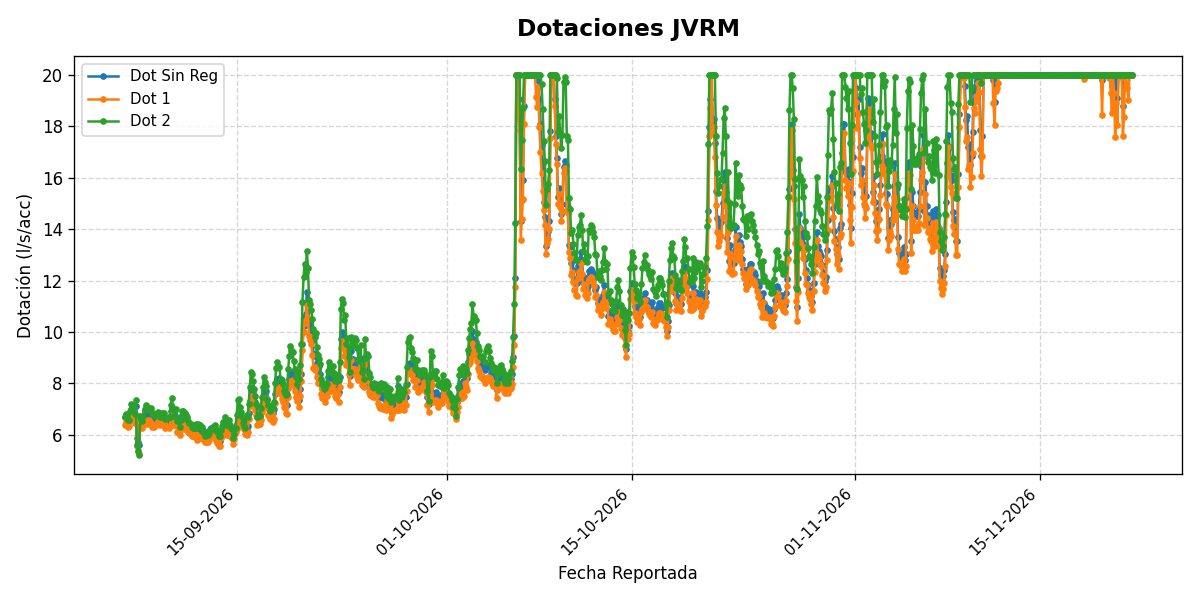 Dotaciones JVRM
Dot Sin Reg
Dot 1
Dot 2
Dotación (l/s/acc)
20
18
16
14
12
10
8
6
15-09-2026
01-10-2026
15-10-2026
01-11-2026
15-11-2026
Fecha Reportada